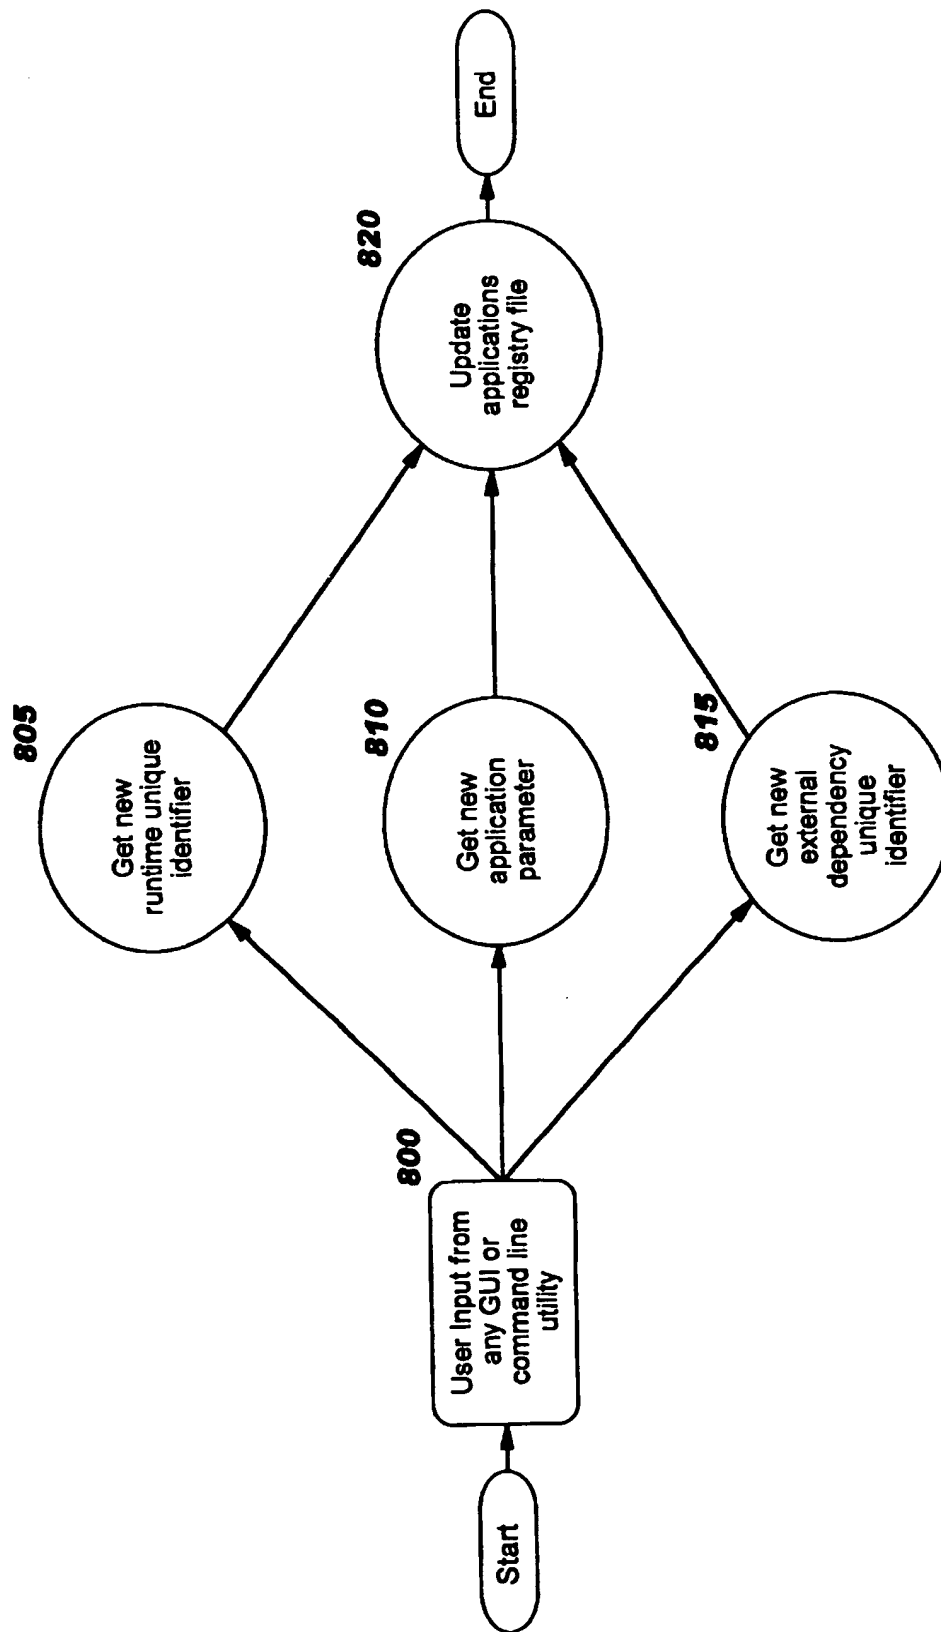 Start
800
User Input from
any GUI or
command line
utility
805
Get new
runtime unique
identifier
810
Get new
application
parameter
815
Get new
external
dependency
unique
identifier
820
Update
applications
registry file
End